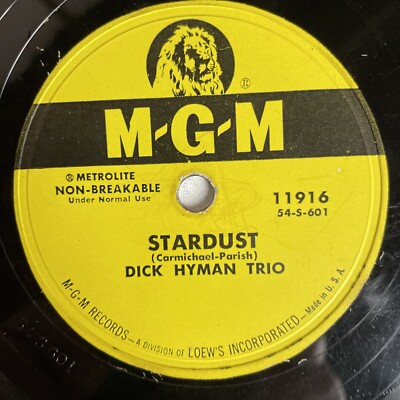 ®
M-G-M
® METROLITE
NON-BREAKABLE
Under Normal Use
11916
54-S-601
STARDUST
(Carmichael-Parish)
DICK HYMAN TRIO
M-G-M RECORDS — A DIVISION OF LOEW'S INCORPORATED — Made in U. S. A.